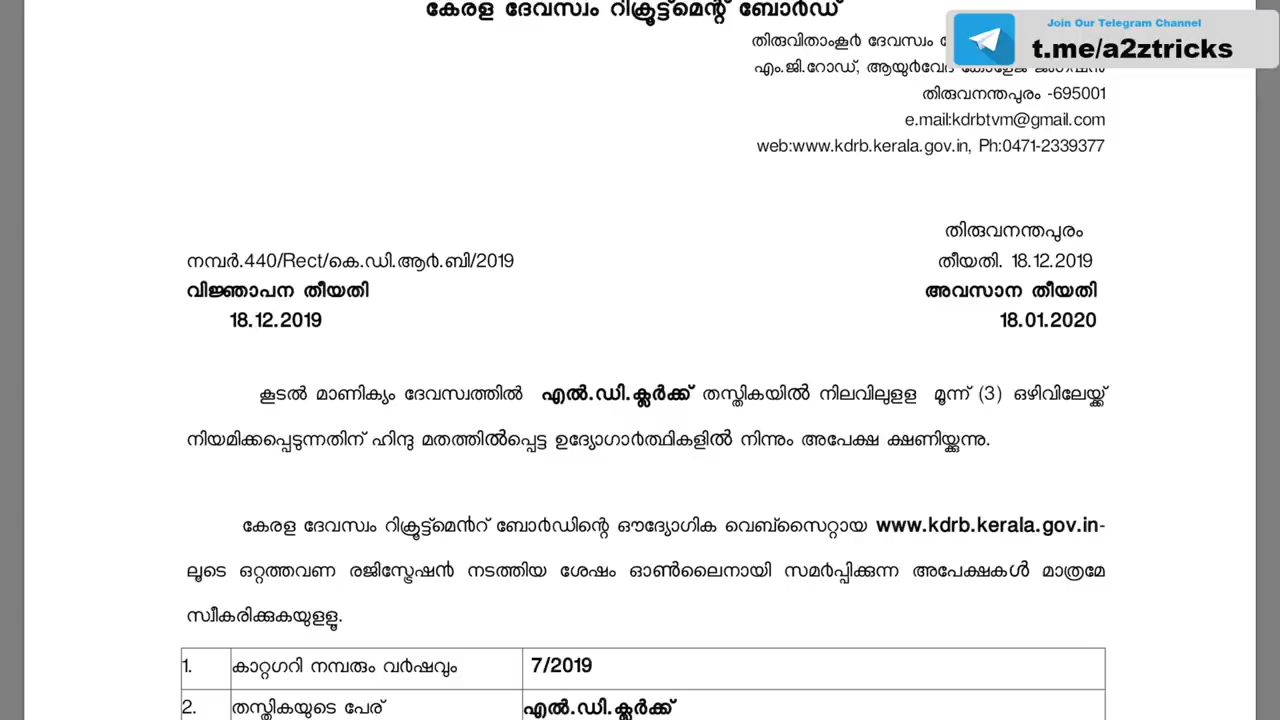 കേരള ദേവസ്വം റിക്രൂട്ട്മെന്റ് ബോർഡ്
Join Our Telegram Channel
t.me/a2ztricks
തിരുവിതാംകൂർ ദേവസ്വം
എം.ജി.റോഡ്, ആയുർവേദ കോളേജ് ജംഗ്ഷൻ
തിരുവനന്തപുരം -695001
e.mail:kdrbtvm@gmail.com
web:www.kdrb.kerala.gov.in, Ph:0471-2339377
തിരുവനന്തപുരം
നമ്പർ.440/Rect/കെ.ഡി.ആർ.ബി/2019 തീയതി. 18.12.2019
വിജ്ഞാപന തീയതി അവസാന തീയതി
18.12.2019 18.01.2020
കൂടൽ മാണിക്യം ദേവസ്വത്തിൽ എൽ.ഡി.ക്ലർക്ക് തസ്തികയിൽ നിലവിലുളള മൂന്ന് (3) ഒഴിവിലേയ്ക്ക്
നിയമിക്കപ്പെടുന്നതിന് ഹിന്ദു മതത്തിൽപ്പെട്ട ഉദ്യോഗാർത്ഥികളിൽ നിന്നും അപേക്ഷ ക്ഷണിയ്ക്കുന്നു.
കേരള ദേവസ്വം റിക്രൂട്ട്മെൻറ് ബോർഡിന്റെ ഔദ്യോഗിക വെബ്സൈറ്റായ www.kdrb.kerala.gov.in-
ലൂടെ ഒറ്റത്തവണ രജിസ്ട്രേഷൻ നടത്തിയ ശേഷം ഓൺലൈനായി സമർപ്പിക്കുന്ന അപേക്ഷകൾ മാത്രമേ
സ്വീകരിക്കുകയുളളൂ.
1. കാറ്റഗറി നമ്പരും വർഷവും 7/2019
2. തസ്തികയുടെ പേര് എൽ.ഡി.ക്ലർക്ക്